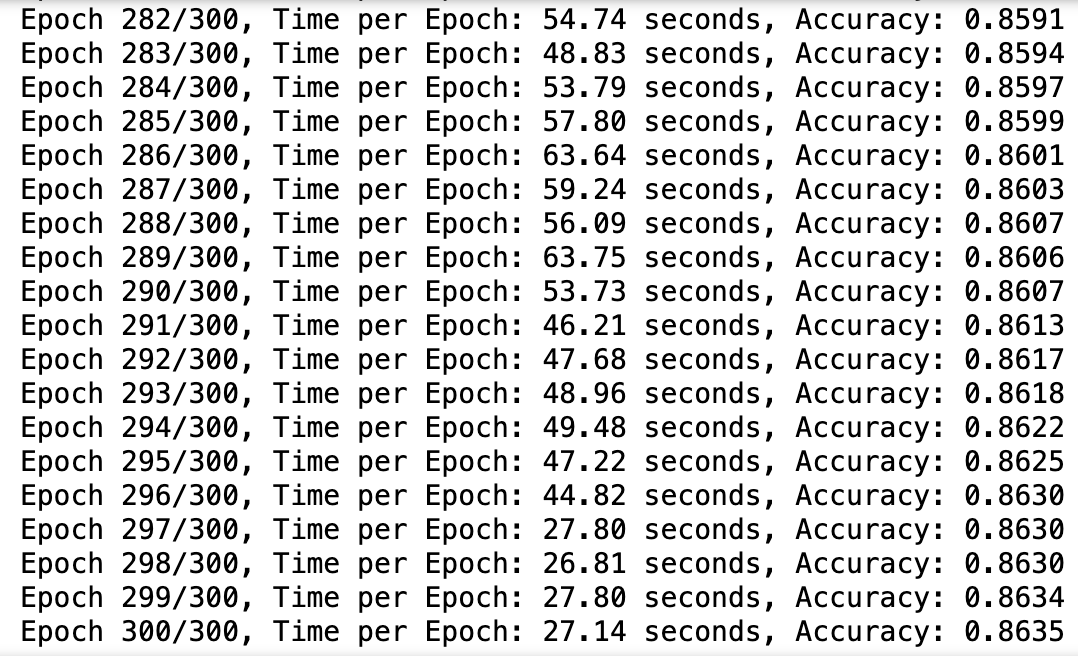 Epoch 282/300, Time per Epoch: 54.74 seconds, Accuracy: 0.8591
Epoch 283/300, Time per Epoch: 48.83 seconds, Accuracy: 0.8594
Epoch 284/300, Time per Epoch: 53.79 seconds, Accuracy: 0.8597
Epoch 285/300, Time per Epoch: 57.80 seconds, Accuracy: 0.8599
Epoch 286/300, Time per Epoch: 63.64 seconds, Accuracy: 0.8601
Epoch 287/300, Time per Epoch: 59.24 seconds, Accuracy: 0.8603
Epoch 288/300, Time per Epoch: 56.09 seconds, Accuracy: 0.8607
Epoch 289/300, Time per Epoch: 63.75 seconds, Accuracy: 0.8606
Epoch 290/300, Time per Epoch: 53.73 seconds, Accuracy: 0.8607
Epoch 291/300, Time per Epoch: 46.21 seconds, Accuracy: 0.8613
Epoch 292/300, Time per Epoch: 47.68 seconds, Accuracy: 0.8617
Epoch 293/300, Time per Epoch: 48.96 seconds, Accuracy: 0.8618
Epoch 294/300, Time per Epoch: 49.48 seconds, Accuracy: 0.8622
Epoch 295/300, Time per Epoch: 47.22 seconds, Accuracy: 0.8625
Epoch 296/300, Time per Epoch: 44.82 seconds, Accuracy: 0.8630
Epoch 297/300, Time per Epoch: 27.80 seconds, Accuracy: 0.8630
Epoch 298/300, Time per Epoch: 26.81 seconds, Accuracy: 0.8630
Epoch 299/300, Time per Epoch: 27.80 seconds, Accuracy: 0.8634
Epoch 300/300, Time per Epoch: 27.14 seconds, Accuracy: 0.8635